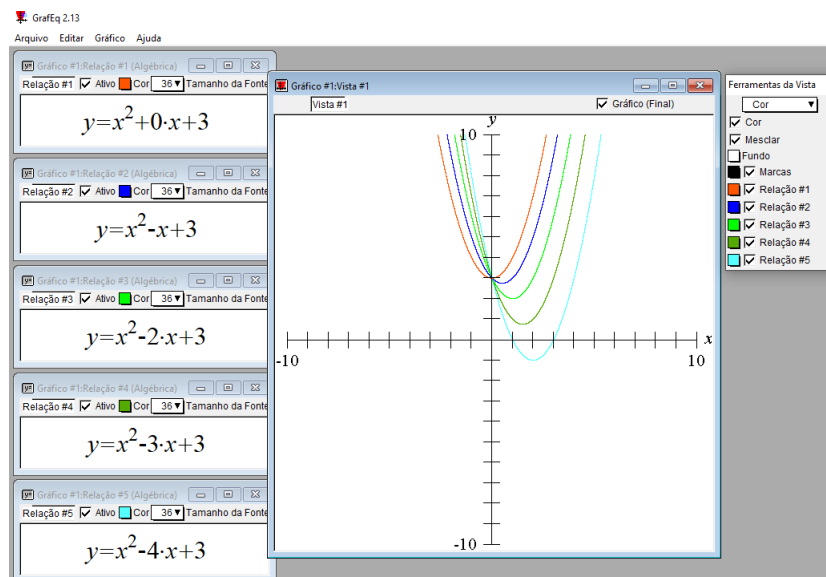 GrafEq 2.13
Arquivo Editar Gráfico Ajuda
Gráfico #1:Relação #1 (Algébrica)
Relação #1 Ativo Cor 36▼ Tamanho da Fonte
y=x²+0·x+3
Gráfico #1:Relação #2 (Algébrica)
Relação #2 Ativo Cor 36▼ Tamanho da Fonte
y=x²-x+3
Gráfico #1:Relação #3 (Algébrica)
Relação #3 Ativo Cor 36▼ Tamanho da Fonte
y=x²-2·x+3
Gráfico #1:Relação #4 (Algébrica)
Relação #4 Ativo Cor 36▼ Tamanho da Fonte
y=x²-3·x+3
Gráfico #1:Relação #5 (Algébrica)
Relação #5 Ativo Cor 36▼ Tamanho da Fonte
y=x²-4·x+3
Gráfico #1:Vista #1
Vista #1 Gráfico (Final)
y
10
x
-10 10
-10
Ferramentas da Vista
Cor ▼
Cor
Mesclar
Fundo
Marcas
Relação #1
Relação #2
Relação #3
Relação #4
Relação #5